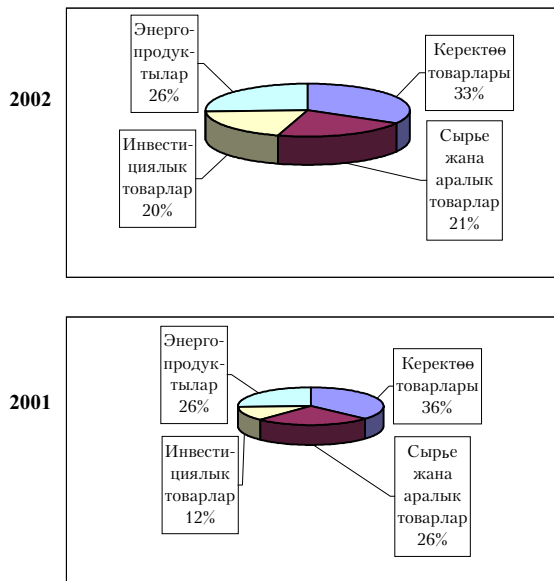 2002
Энерго-
продук-
тылар
26%
Керектөө
товарлары
33%
Инвести-
циялык
товарлар
20%
Сырье
жана
аралык
товарлар
21%
2001
Энерго-
продук-
тылар
26%
Керектөө
товарлары
36%
Инвести-
циялык
товарлар
12%
Сырье
жана
аралык
товарлар
26%